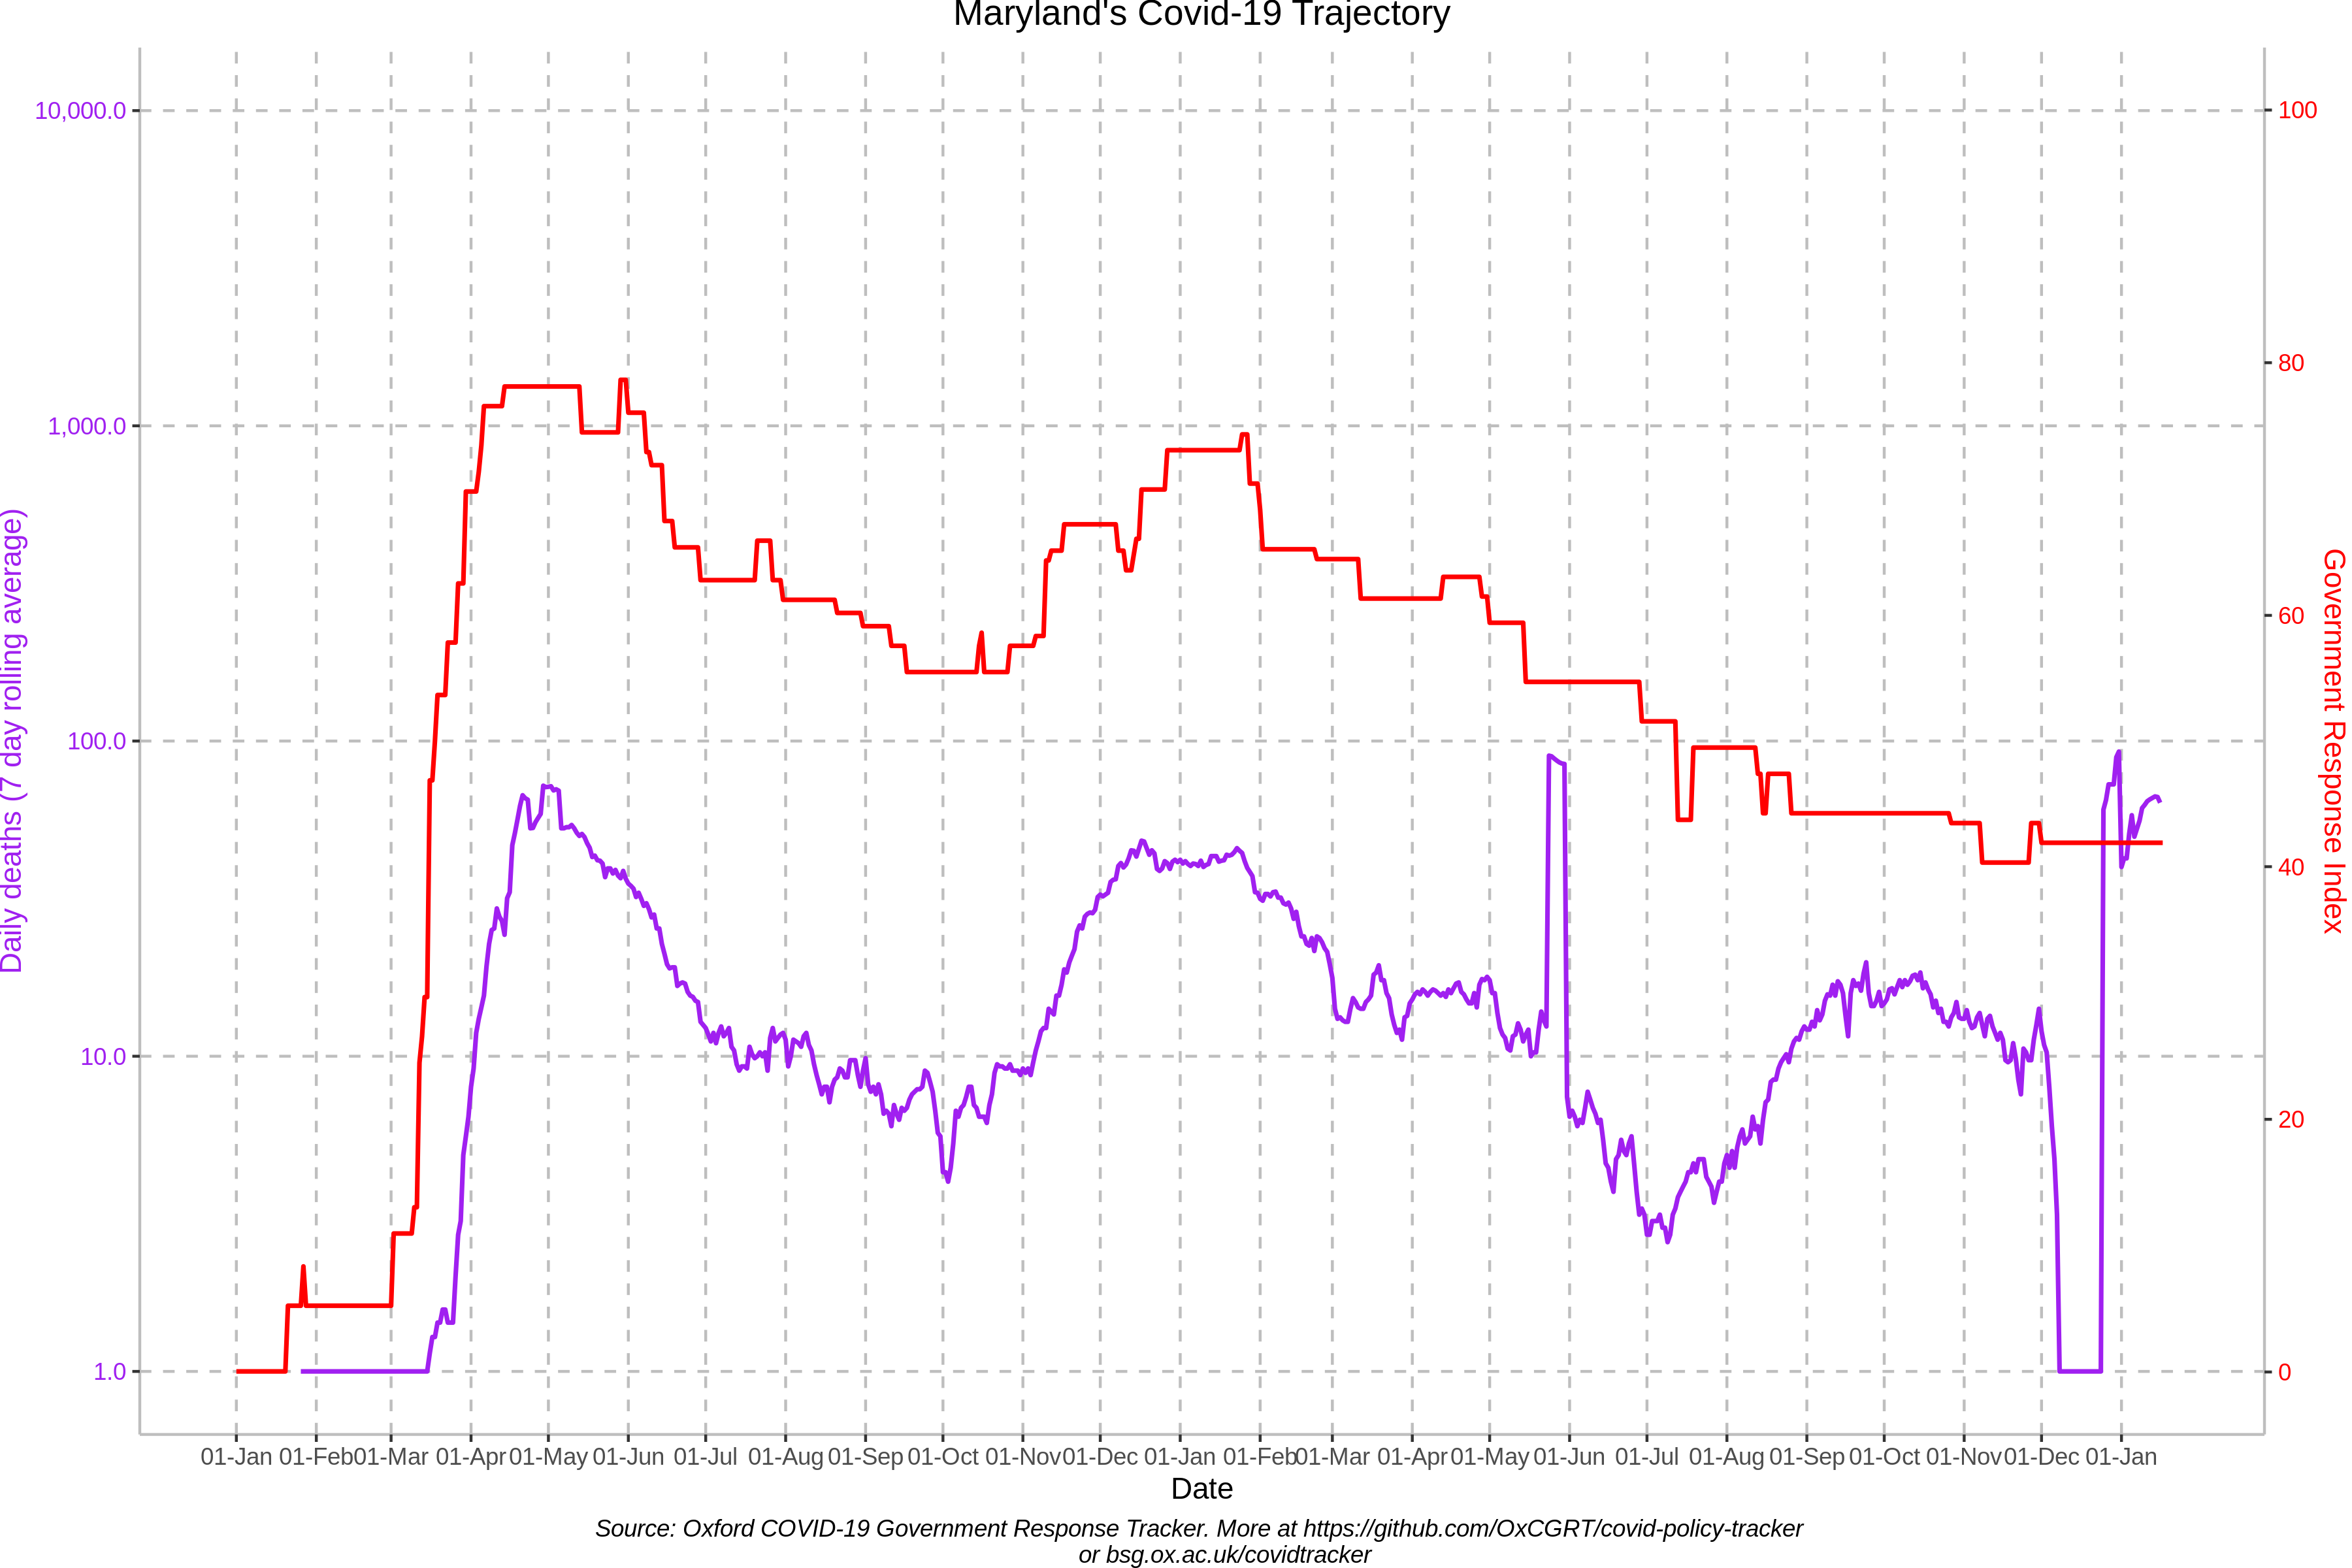 Maryland's Covid-19 Trajectory
10,000.0
1,000.0
100.0
10.0
1.0
Daily deaths (7 day rolling average)
100
80
60
40
20
0
Government Response Index
01-Jan 01-Feb 01-Mar 01-Apr 01-May 01-Jun 01-Jul 01-Aug 01-Sep 01-Oct 01-Nov 01-Dec 01-Jan 01-Feb 01-Mar 01-Apr 01-May 01-Jun 01-Jul 01-Aug 01-Sep 01-Oct 01-Nov 01-Dec 01-Jan
Date
Source: Oxford COVID-19 Government Response Tracker. More at https://github.com/OxCGRT/covid-policy-tracker
or bsg.ox.ac.uk/covidtracker